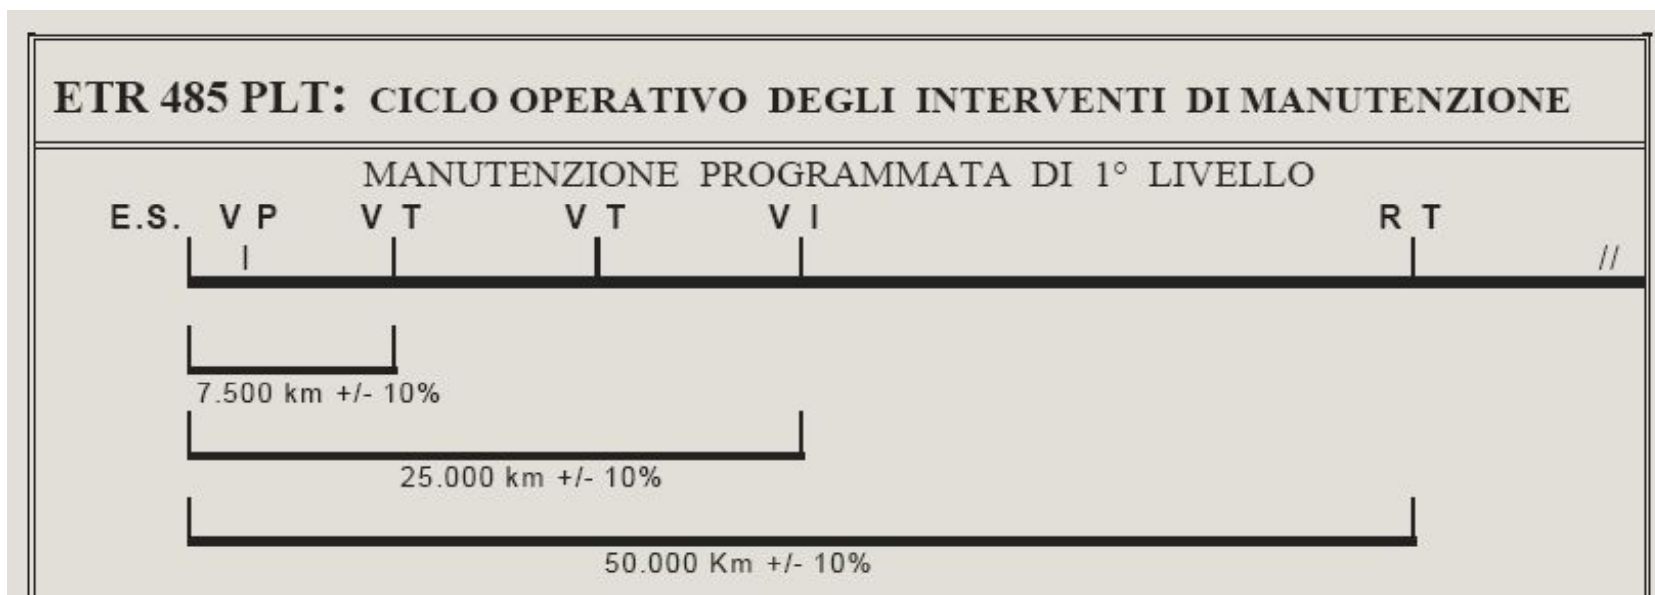 ETR 485 PLT: CICLO OPERATIVO DEGLI INTERVENTI DI MANUTENZIONE
MANUTENZIONE PROGRAMMATA DI 1° LIVELLO
E.S. V P V T V T V I R T
//
7.500 km +/- 10%
25.000 km +/- 10%
50.000 Km +/- 10%